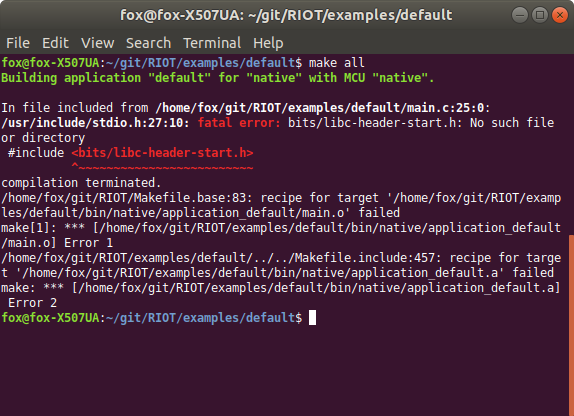 fox@fox-X507UA: ~/git/RIOT/examples/default
File Edit View Search Terminal Help
fox@fox-X507UA:~/git/RIOT/examples/default$ make all
Building application "default" for "native" with MCU "native".
In file included from /home/fox/git/RIOT/examples/default/main.c:25:0:
/usr/include/stdio.h:27:10: fatal error: bits/libc-header-start.h: No such file
or directory
#include <bits/libc-header-start.h>
^~~~~~~~~~~~~~~~~~~~~~~~~~
compilation terminated.
/home/fox/git/RIOT/Makefile.base:83: recipe for target '/home/fox/git/RIOT/examp
les/default/bin/native/application_default/main.o' failed
make[1]: *** [/home/fox/git/RIOT/examples/default/bin/native/application_default
/main.o] Error 1
/home/fox/git/RIOT/examples/default/../../Makefile.include:457: recipe for targe
t '/home/fox/git/RIOT/examples/default/bin/native/application_default.a' failed
make: *** [/home/fox/git/RIOT/examples/default/bin/native/application_default.a]
Error 2
fox@fox-X507UA:~/git/RIOT/examples/default$